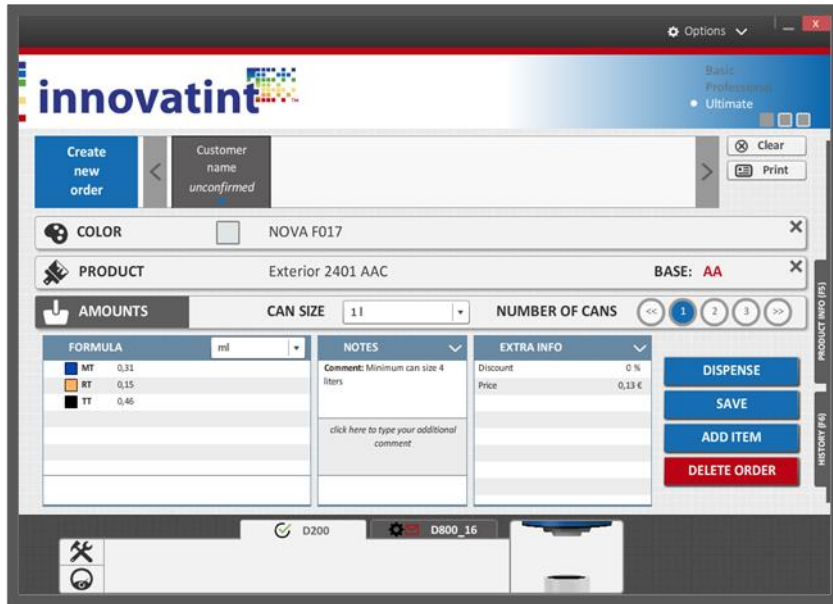 Options
X
innovatint
Basic
Professional
Ultimate
Create
new
order
Customer
name
unconfirmed
Clear
Print
COLOR
NOVA F017
PRODUCT
Exterior 2401 AAC
BASE: AA
AMOUNTS
CAN SIZE
1 l
NUMBER OF CANS
<<
1
2
3
>>
FORMULA
ml
MT 0,31
RT 0,15
TT 0,46
NOTES
Comment: Minimum can size 4
liters
click here to type your additional
comment
EXTRA INFO
Discount 0 %
Price 0,13 €
DISPENSE
SAVE
ADD ITEM
DELETE ORDER
PRODUCT INFO (F5)
HISTORY (F6)
D200
D800_16